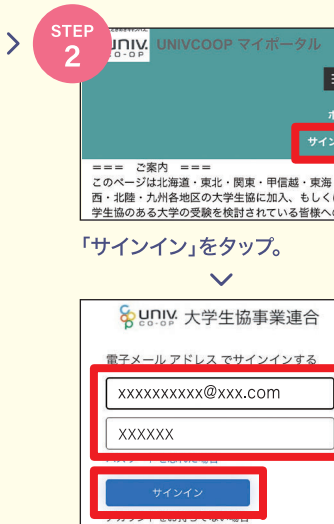 STEP
2
UNIV.
CO-OP
UNIVCOOP マイポータル
サイン
=== ご案内 ===
このページは北海道・東北・関東・甲信越・東海
西・北陸・九州各地区の大学生協に加入、もしく
学生協のある大学の受験を検討されている皆様へ
「サインイン」をタップ。
UNIV.
CO-OP
大学生協事業連合
電子メール アドレス でサインインする
xxxxxxxxxx@xxx.com
XXXXXX
サインイン